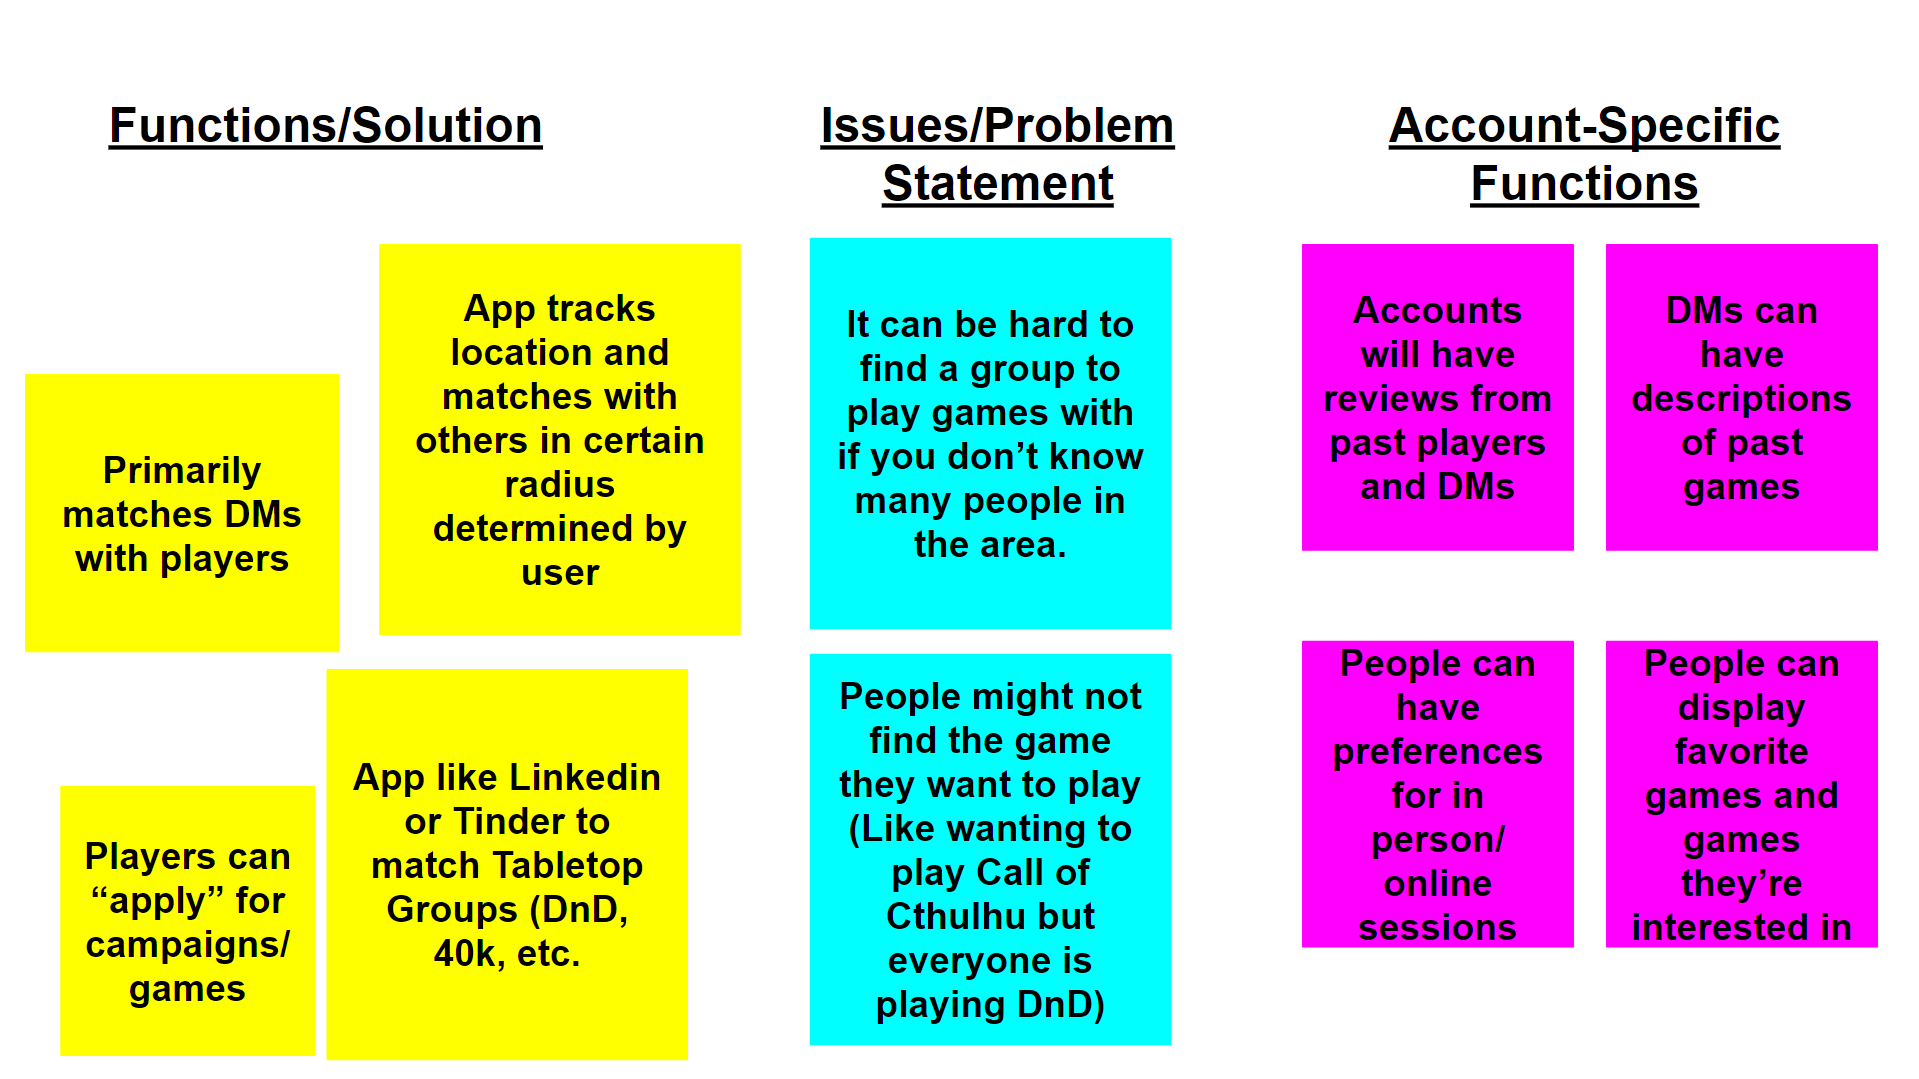 Functions/Solution
Primarily
matches DMs
with players
App tracks
location and
matches with
others in certain
radius
determined by
user
Players can
“apply” for
campaigns/
games
App like Linkedin
or Tinder to
match Tabletop
Groups (DnD,
40k, etc.
Issues/Problem
Statement
It can be hard to
find a group to
play games with
if you don’t know
many people in
the area.
People might not
find the game
they want to play
(Like wanting to
play Call of
Cthulhu but
everyone is
playing DnD)
Account-Specific
Functions
Accounts
will have
reviews from
past players
and DMs
DMs can
have
descriptions
of past
games
People can
have
preferences
for in
person/
online
sessions
People can
display
favorite
games and
games
they’re
interested in